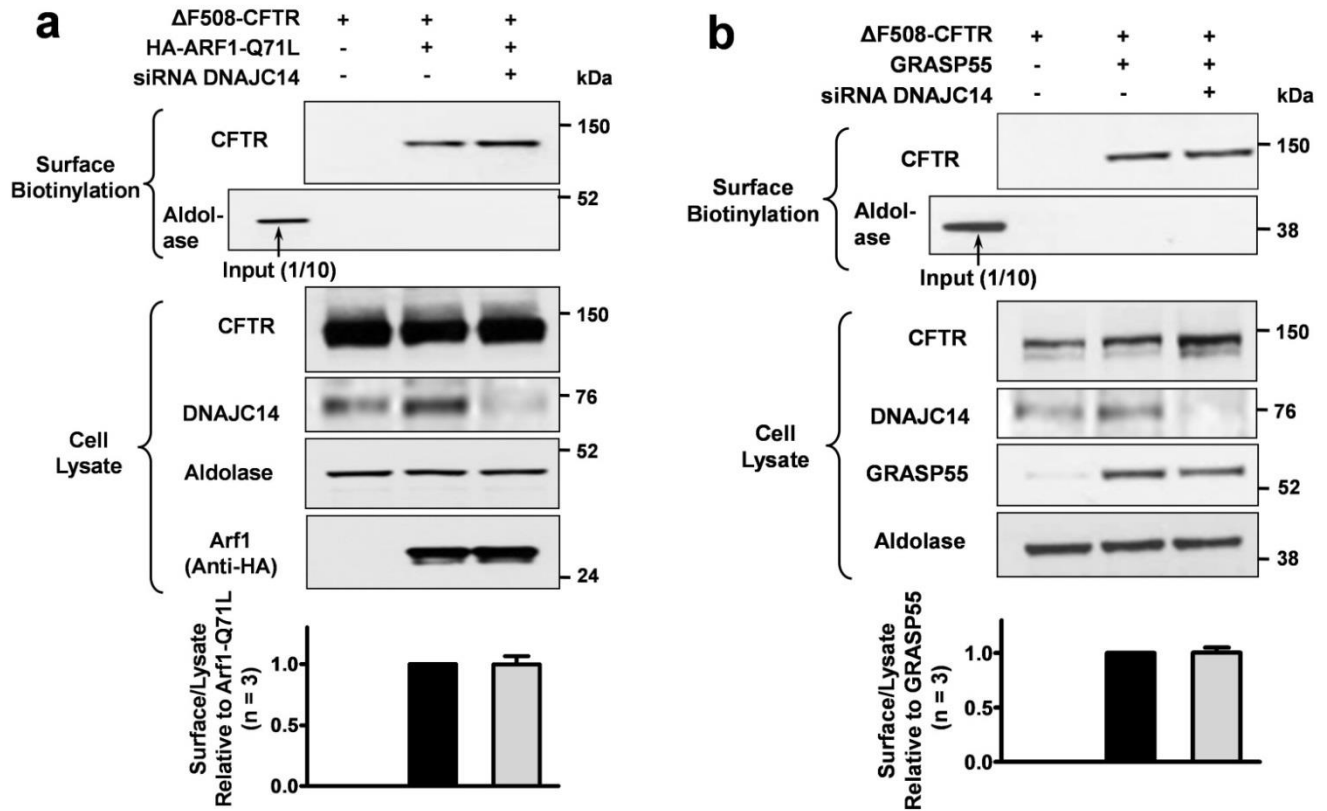 a
ΔF508-CFTR + + +
HA-ARF1-Q71L - + +
siRNA DNAJC14 - - + kDa
Surface
Biotinylation
CFTR
150
Aldol-
ase
52
Input (1/10)
Cell
Lysate
CFTR
150
DNAJC14
76
Aldolase
52
Arf1
(Anti-HA)
24
Surface/Lysate
Relative to Arf1-Q71L
(n = 3)
1.0
0.5
0.0
b
ΔF508-CFTR + + +
GRASP55 - + +
siRNA DNAJC14 - - + kDa
Surface
Biotinylation
CFTR
150
Aldol-
ase
38
Input (1/10)
Cell
Lysate
CFTR
150
DNAJC14
76
GRASP55
52
Aldolase
38
Surface/Lysate
Relative to GRASP55
(n = 3)
1.0
0.5
0.0